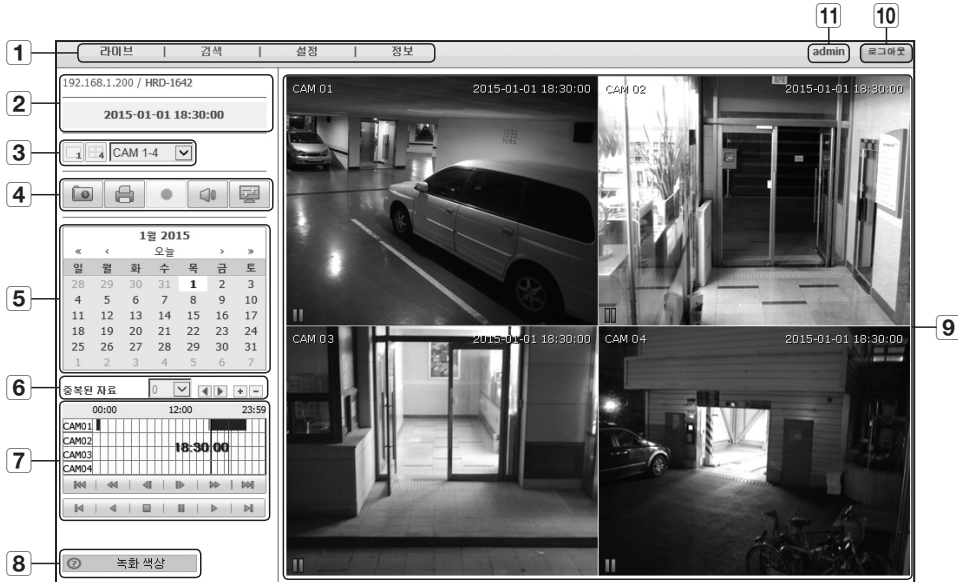 11 10
1 라이브 | 검색 | 설정 | 정보 admin 로그아웃
2 192.168.1.200 / HRD-1642
2015-01-01 18:30:00
3 1 4 CAM 1-4
4
5 1월 2015
« ‹ 오늘 › »
일 월 화 수 목 금 토
28 29 30 31 1 2 3
4 5 6 7 8 9 10
11 12 13 14 15 16 17
18 19 20 21 22 23 24
25 26 27 28 29 30 31
1 2 3 4 5 6 7
6 중복된 자료 0
7 00:00 12:00 23:59
CAM01
CAM02
CAM03
CAM04
18:30:00
8 ?녹화 색상
CAM 01 2015-01-01 18:30:00
CAM 02 2015-01-01 18:30:00
CAM 03 2015-01-01 18:30:00
CAM 04 2015-01-01 18:30:00
9